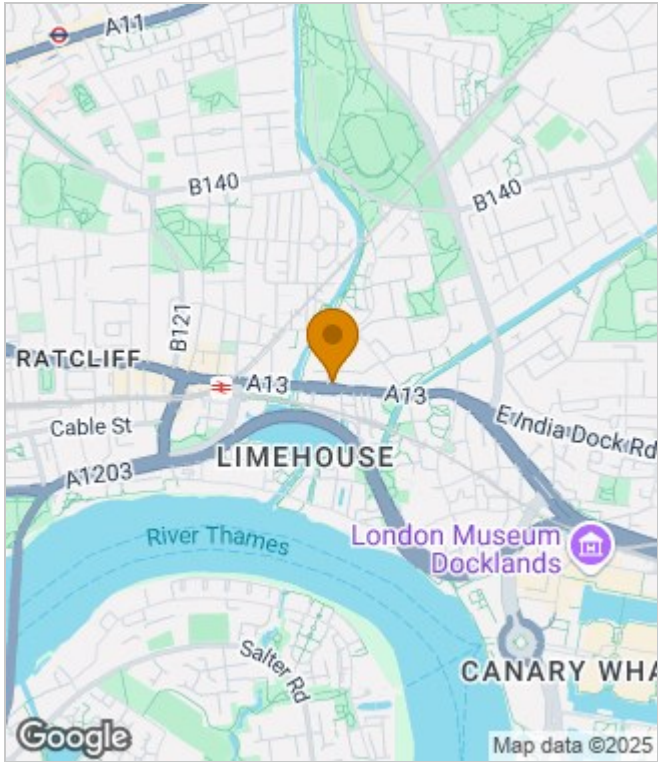 A11
B140
B140
B121
RATCLIFF
A13
A13
Cable St
E India Dock Rd
LIMEHOUSE
A1203
River Thames
London Museum
Docklands
Salter Rd
CANARY WHA
Google
Map data ©2025